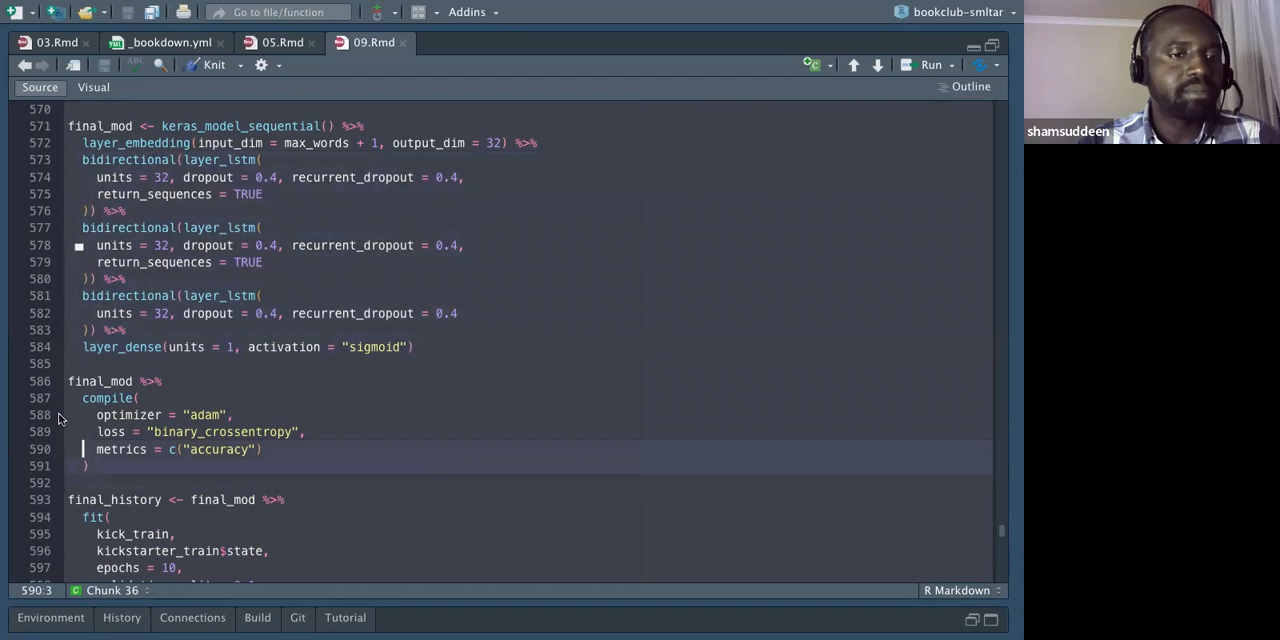 Go to file/function
Addins
bookclub-smltar
03.Rmd
_bookdown.yml
05.Rmd
09.Rmd
ABC
Knit
Run
Source
Visual
Outline
570
571 final_mod <- keras_model_sequential() %>%
572 layer_embedding(input_dim = max_words + 1, output_dim = 32) %>%
573 bidirectional(layer_lstm(
574 units = 32, dropout = 0.4, recurrent_dropout = 0.4,
575 return_sequences = TRUE
576 )) %>%
577 bidirectional(layer_lstm(
578 units = 32, dropout = 0.4, recurrent_dropout = 0.4,
579 return_sequences = TRUE
580 )) %>%
581 bidirectional(layer_lstm(
582 units = 32, dropout = 0.4, recurrent_dropout = 0.4
583 )) %>%
584 layer_dense(units = 1, activation = "sigmoid")
585
586 final_mod %>%
587 compile(
588 optimizer = "adam",
589 loss = "binary_crossentropy",
590 metrics = c("accuracy")
591 )
592
593 final_history <- final_mod %>%
594 fit(
595 kick_train,
596 kickstarter_train$state,
597 epochs = 10,
590:3
Chunk 36
R Markdown
Environment
History
Connections
Build
Git
Tutorial
shamsuddeen